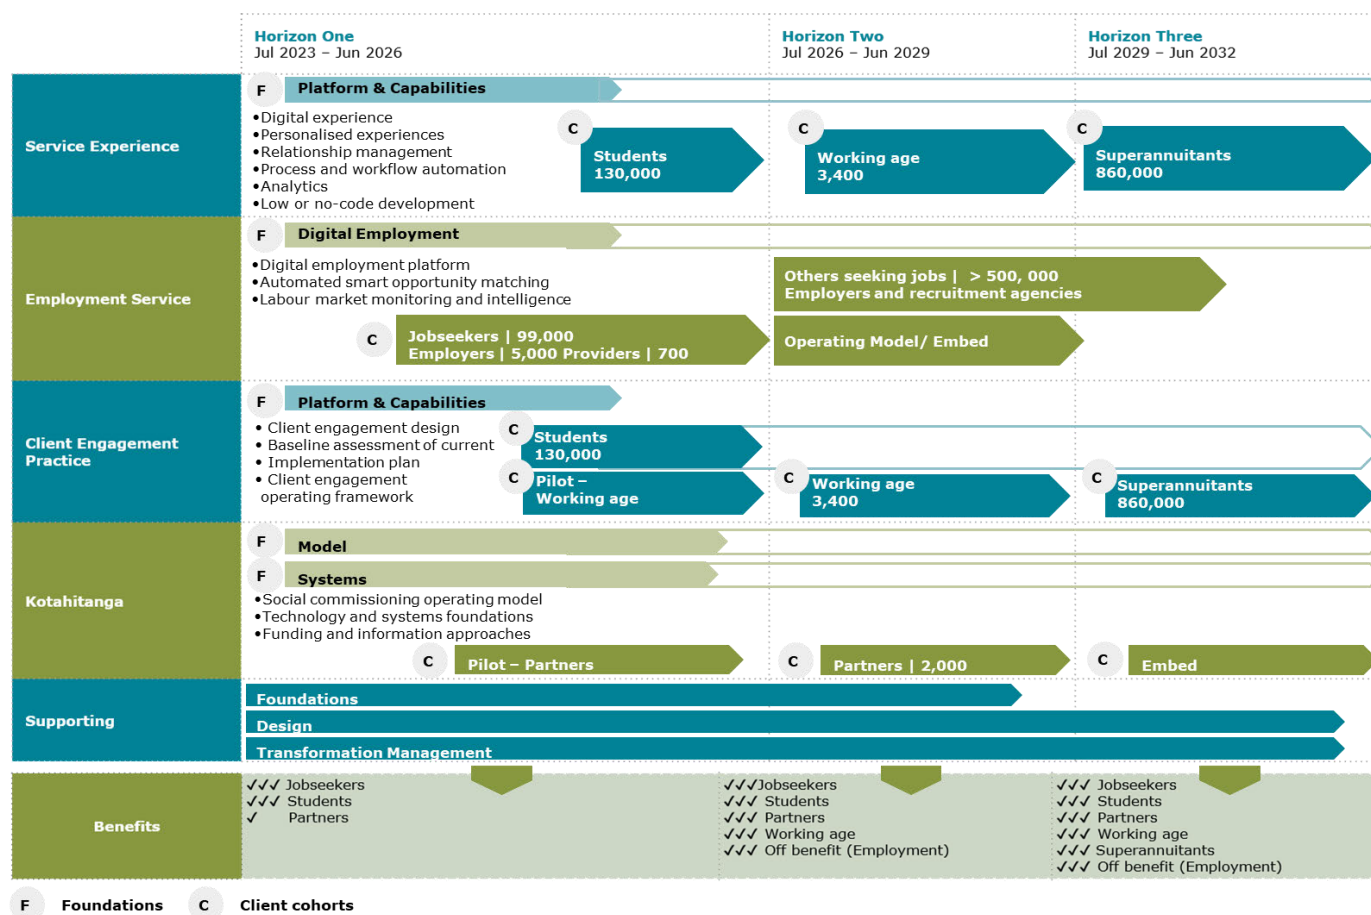 Horizon One
Jul 2023 – Jun 2026
Horizon Two
Jul 2026 – Jun 2029
Horizon Three
Jul 2029 – Jun 2032
Service Experience
F
Platform & Capabilities
•Digital experience
•Personalised experiences
•Relationship management
•Process and workflow automation
•Analytics
•Low or no-code development
C
Students
130,000
C
Working age
3,400
C
Superannuitants
860,000
Employment Service
F
Digital Employment
•Digital employment platform
•Automated smart opportunity matching
•Labour market monitoring and intelligence
C
Jobseekers | 99,000
Employers | 5,000 Providers | 700
Others seeking jobs | > 500, 000
Employers and recruitment agencies
Operating Model/ Embed
Client Engagement
Practice
F
Platform & Capabilities
• Client engagement design
• Baseline assessment of current
• Implementation plan
• Client engagement
operating framework
C
Students
130,000
C
Pilot –
Working age
C
Working age
3,400
C
Superannuitants
860,000
Kotahitanga
F
Model
F
Systems
•Social commissioning operating model
•Technology and systems foundations
•Funding and information approaches
C
Pilot – Partners
C
Partners | 2,000
C
Embed
Supporting
Foundations
Design
Transformation Management
Benefits
✓✓✓ Jobseekers
✓✓✓ Students
✓ Partners
✓✓✓Jobseekers
✓✓✓ Students
✓✓✓ Partners
✓✓✓ Working age
✓✓✓ Off benefit (Employment)
✓✓✓ Jobseekers
✓✓✓ Students
✓✓✓ Partners
✓✓✓ Working age
✓✓✓ Superannuitants
✓✓✓ Off benefit (Employment)
F Foundations C Client cohorts